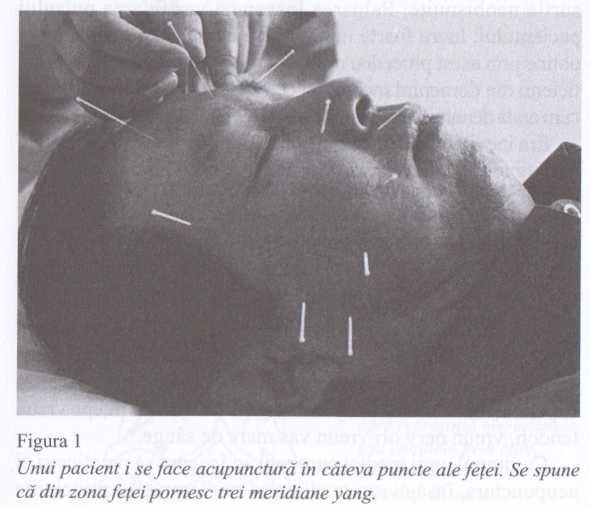 Figura 1
Unui pacient i se face acupunctură în câteva puncte ale feței. Se spune
că din zona feței pornesc trei meridiane yang.